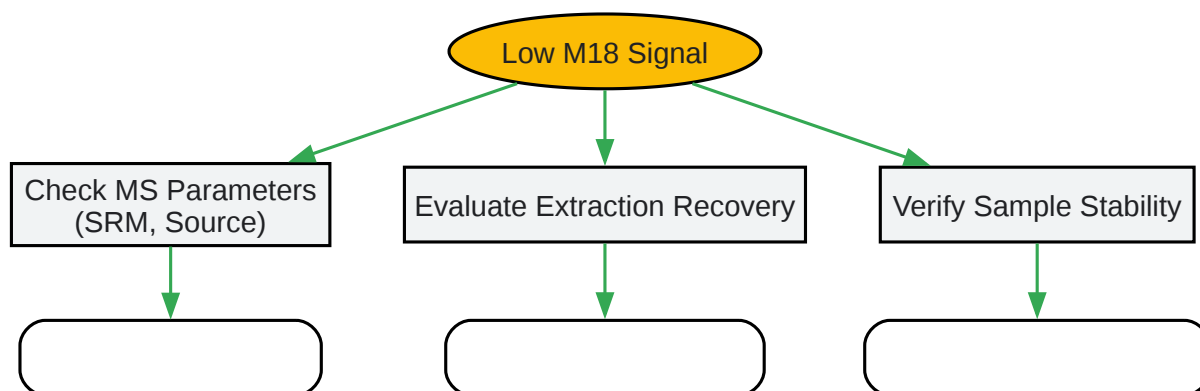 Low M18 Signal
Check MS Parameters
(SRM, Source)
Evaluate Extraction Recovery
Verify Sample Stability